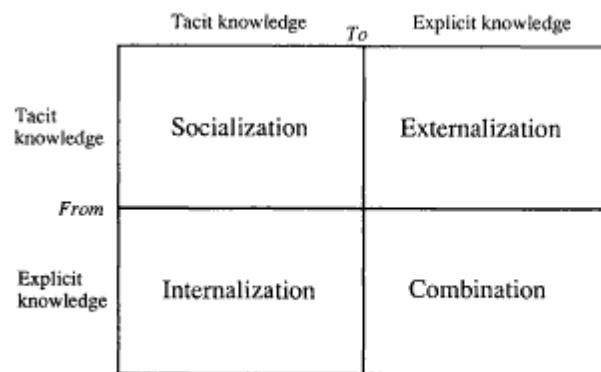 Tacit knowledge
To
Explicit knowledge
Tacit
knowledge
Socialization
Externalization
From
Explicit
knowledge
Internalization
Combination